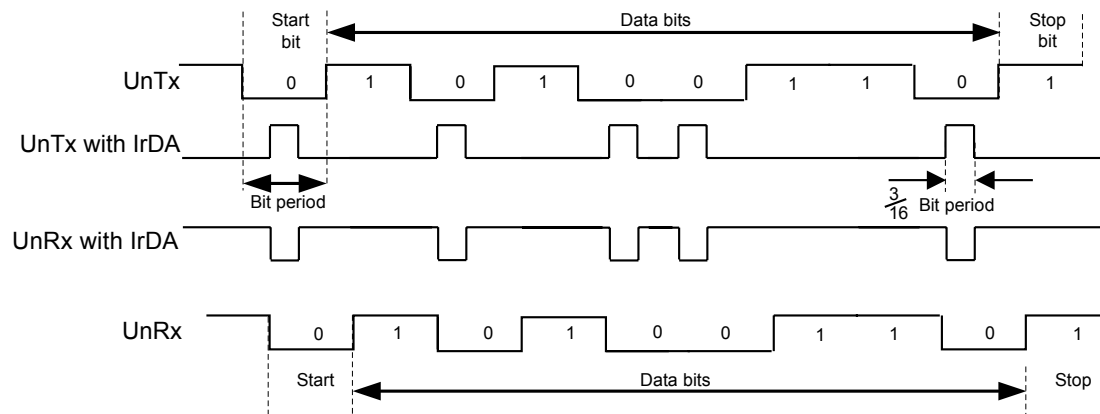 Start bit
Data bits
Stop bit
UnTx
0 1 0 1 0 0 1 1 0 1
UnTx with IrDA
Bit period
3/16 Bit period
UnRx with IrDA
UnRx
0 1 0 1 0 0 1 1 0 1
Start
Data bits
Stop